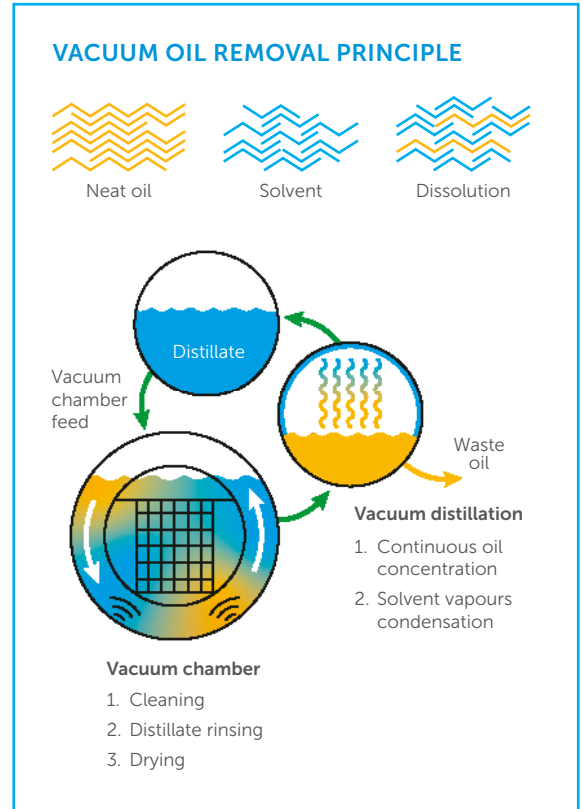 VACUUM OIL REMOVAL PRINCIPLE
Neat oil
Solvent
Dissolution
Distillate
Vacuum
chamber
feed
Waste
oil
Vacuum distillation
1. Continuous oil
concentration
2. Solvent vapours
condensation
Vacuum chamber
1. Cleaning
2. Distillate rinsing
3. Drying